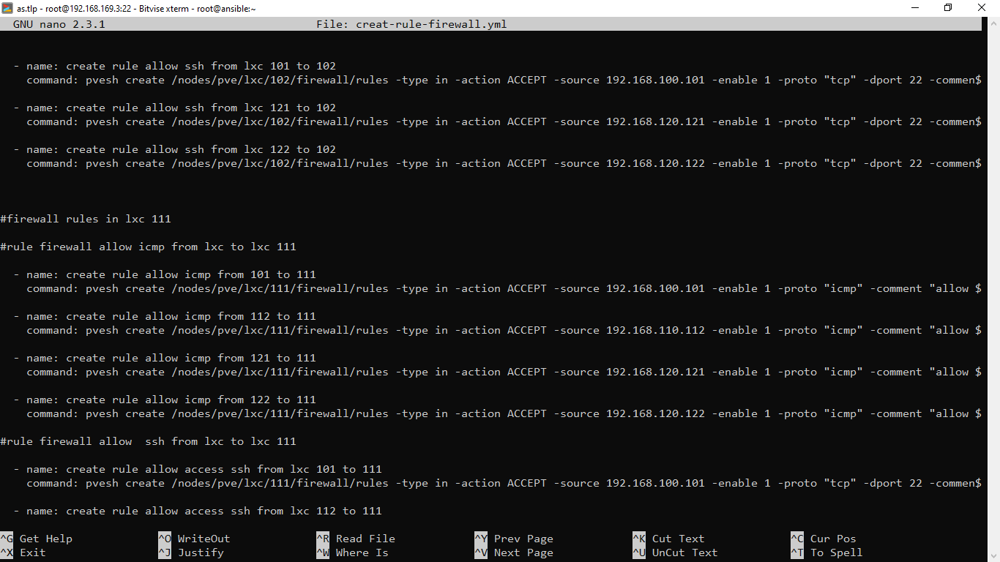 as.tlp - root@192.168.169.3:22 - Bitvise xterm - root@ansible:~
GNU nano 2.3.1 File: creat-rule-firewall.yml
- name: create rule allow ssh from lxc 101 to 102
command: pvesh create /nodes/pve/lxc/102/firewall/rules -type in -action ACCEPT -source 192.168.100.101 -enable 1 -proto "tcp" -dport 22 -commen$
- name: create rule allow ssh from lxc 121 to 102
command: pvesh create /nodes/pve/lxc/102/firewall/rules -type in -action ACCEPT -source 192.168.120.121 -enable 1 -proto "tcp" -dport 22 -commen$
- name: create rule allow ssh from lxc 122 to 102
command: pvesh create /nodes/pve/lxc/102/firewall/rules -type in -action ACCEPT -source 192.168.120.122 -enable 1 -proto "tcp" -dport 22 -commen$
#firewall rules in lxc 111
#rule firewall allow icmp from lxc to lxc 111
- name: create rule allow icmp from 101 to 111
command: pvesh create /nodes/pve/lxc/111/firewall/rules -type in -action ACCEPT -source 192.168.100.101 -enable 1 -proto "icmp" -comment "allow $
- name: create rule allow icmp from 112 to 111
command: pvesh create /nodes/pve/lxc/111/firewall/rules -type in -action ACCEPT -source 192.168.110.112 -enable 1 -proto "icmp" -comment "allow $
- name: create rule allow icmp from 121 to 111
command: pvesh create /nodes/pve/lxc/111/firewall/rules -type in -action ACCEPT -source 192.168.120.121 -enable 1 -proto "icmp" -comment "allow $
- name: create rule allow icmp from 122 to 111
command: pvesh create /nodes/pve/lxc/111/firewall/rules -type in -action ACCEPT -source 192.168.120.122 -enable 1 -proto "icmp" -comment "allow $
#rule firewall allow  ssh from lxc to lxc 111
- name: create rule allow access ssh from lxc 101 to 111
command: pvesh create /nodes/pve/lxc/111/firewall/rules -type in -action ACCEPT -source 192.168.100.101 -enable 1 -proto "tcp" -dport 22 -commen$
- name: create rule allow access ssh from lxc 112 to 111
^G Get Help ^O WriteOut ^R Read File ^Y Prev Page ^K Cut Text ^C Cur Pos
^X Exit ^J Justify ^W Where Is ^V Next Page ^U UnCut Text ^T To Spell